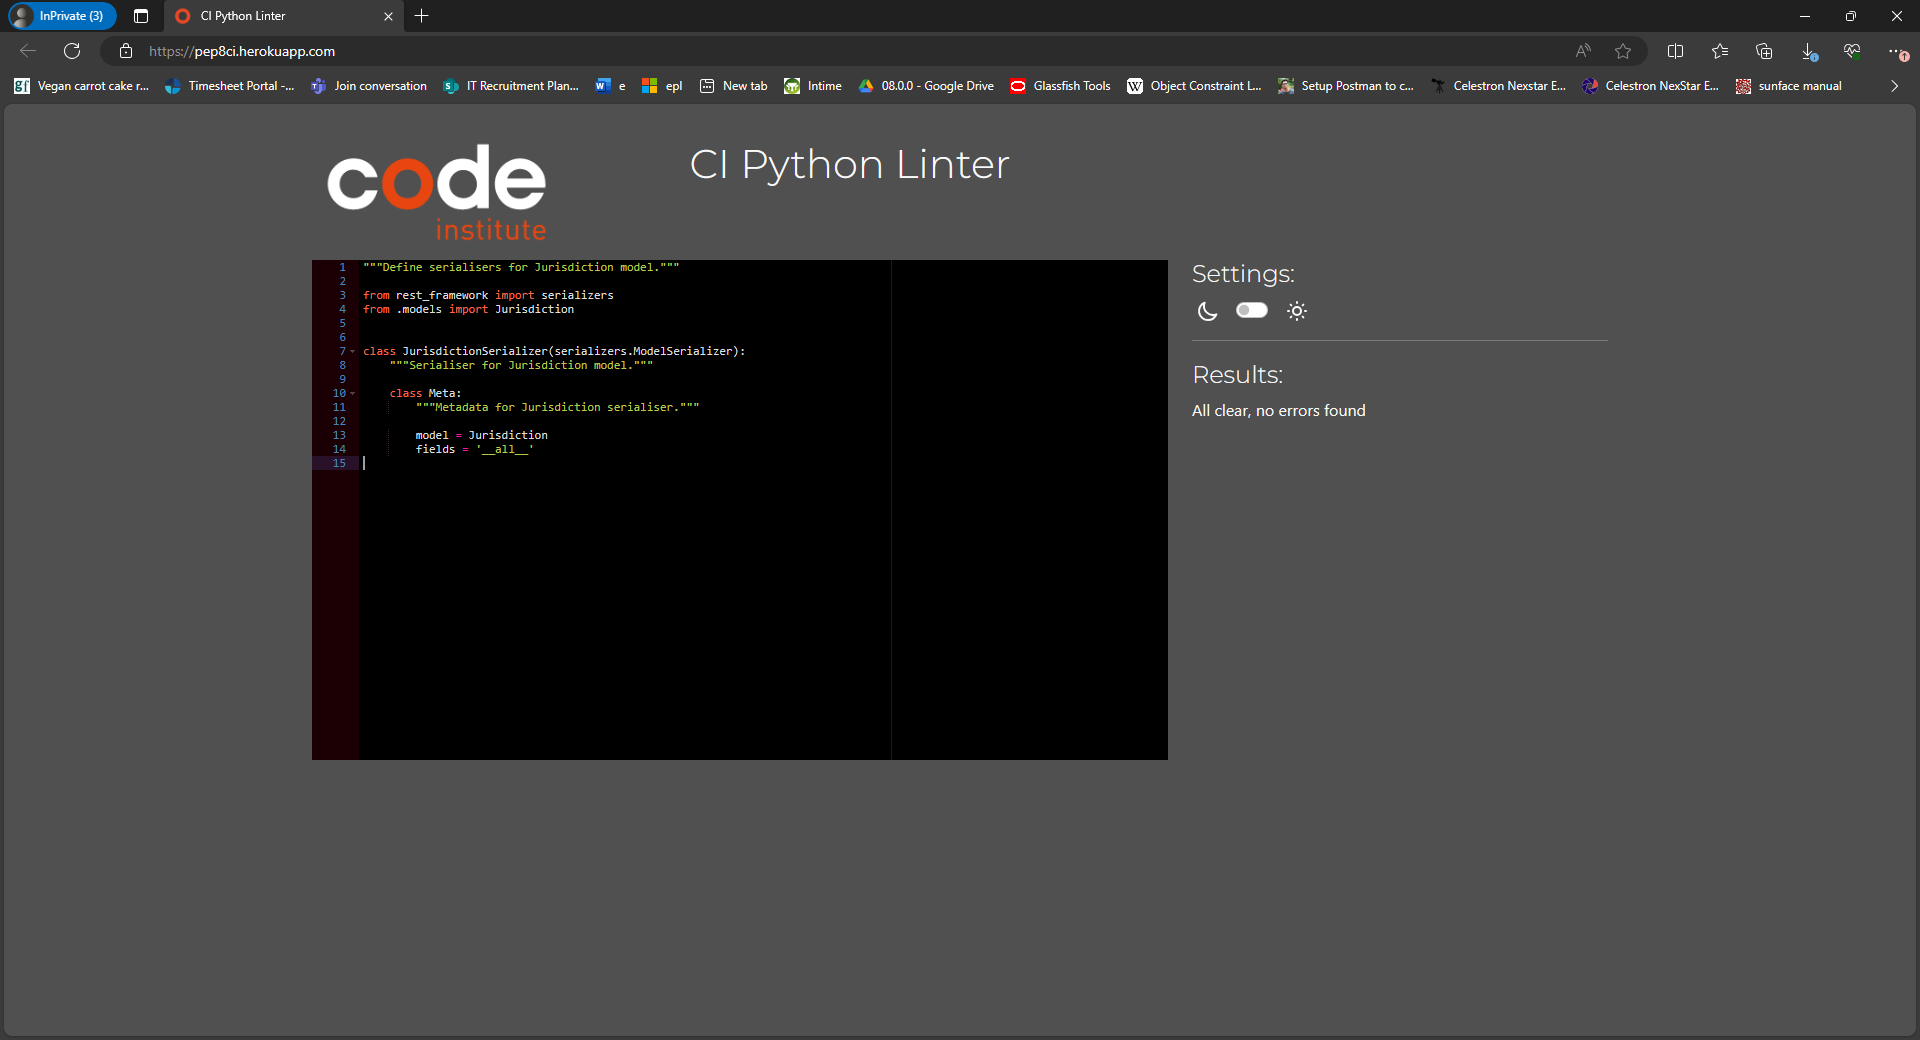 InPrivate (3)
CI Python Linter
https://pep8ci.herokuapp.com
Vegan carrot cake r...
Timesheet Portal -...
Join conversation
IT Recruitment Plan...
e
epl
New tab
Intime
08.0.0 - Google Drive
Glassfish Tools
Object Constraint L...
Setup Postman to c...
Celestron Nexstar E...
Celestron NexStar E...
sunface manual
code
institute
CI Python Linter
1 """Define serialisers for Jurisdiction model."""
2
3 from rest_framework import serializers
4 from .models import Jurisdiction
5
6
7 class JurisdictionSerializer(serializers.ModelSerializer):
8 """Serialiser for Jurisdiction model."""
9
10 class Meta:
11 """Metadata for Jurisdiction serialiser."""
12
13 model = Jurisdiction
14 fields = '__all__'
15
Settings:
Results:
All clear, no errors found